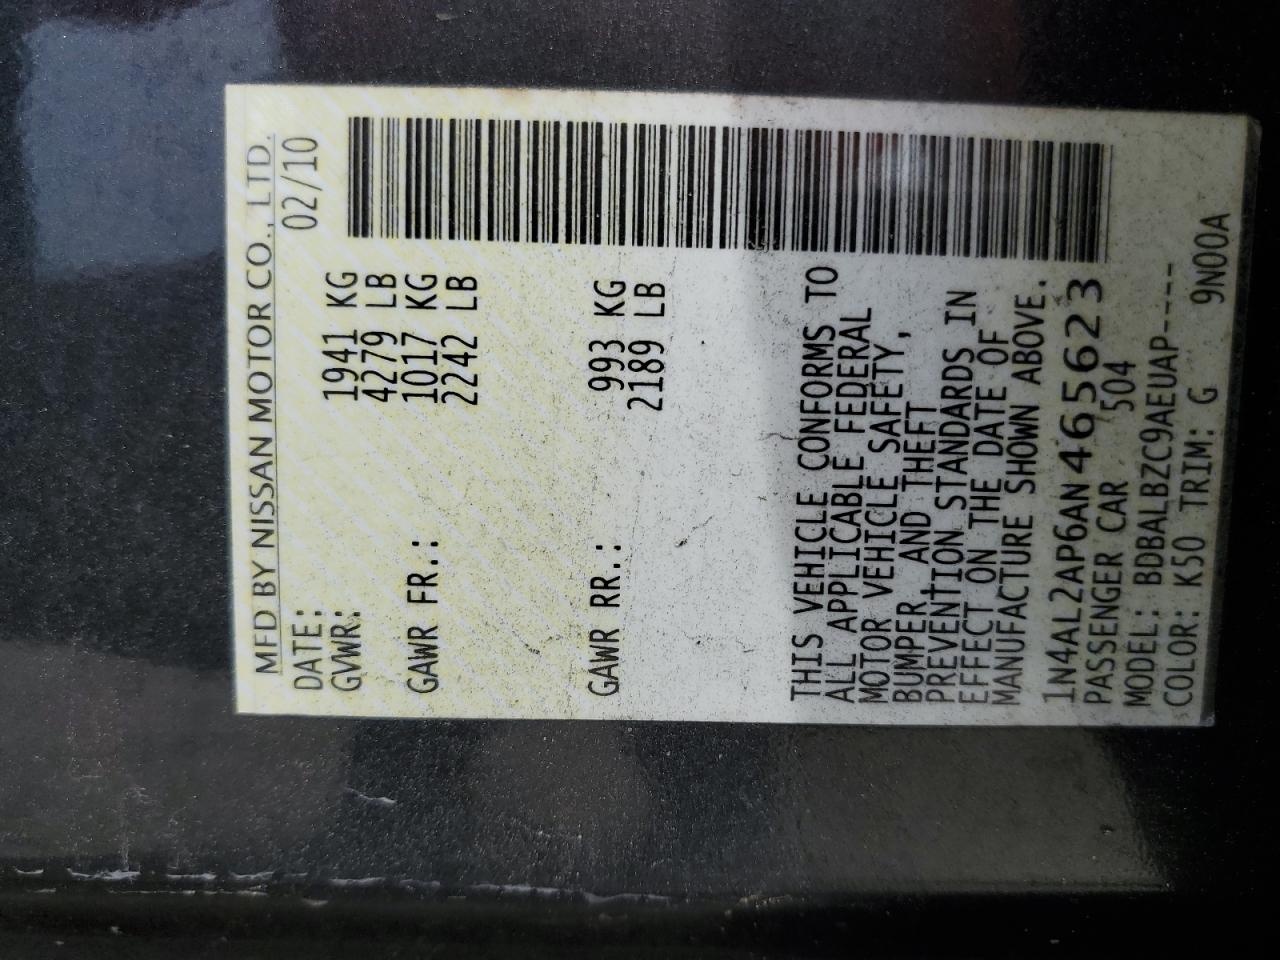 MFD BY NISSAN MOTOR CO., LTD.
DATE: 02/10
GVWR: 1941 KG
4279 LB
GAWR FR.: 1017 KG
2242 LB
GAWR RR.: 993 KG
2189 LB
THIS VEHICLE CONFORMS TO
ALL APPLICABLE FEDERAL
MOTOR VEHICLE SAFETY,
BUMPER, AND THEFT
PREVENTION STANDARDS IN
EFFECT ON THE DATE OF
MANUFACTURE SHOWN ABOVE.
1N4AL2AP6AN465623
PASSENGER CAR 504
MODEL: BDBALBZC9AEUAP----
COLOR: K50 TRIM: G 9N00A